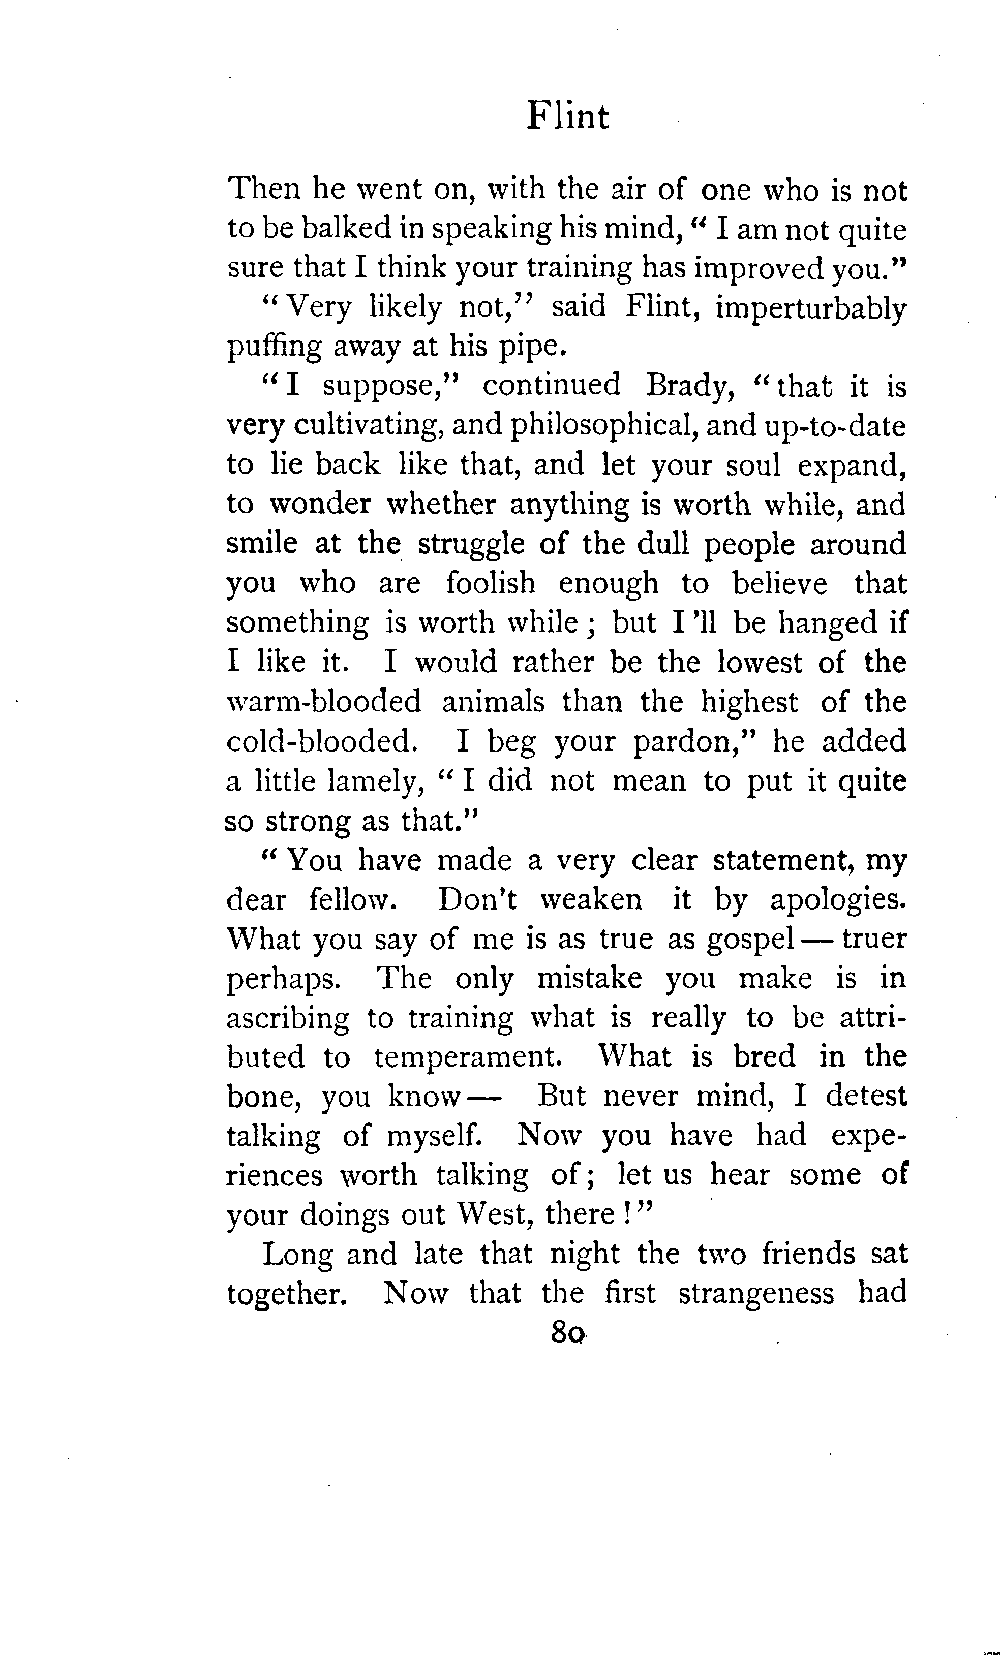 Flint
Then he went on, with the air of one who is not
to be balked in speaking his mind, “ I am not quite
sure that I think your training has improved you.”
“ Very likely not,” said Flint, imperturbably
puffing away at his pipe.
“ I suppose,” continued Brady, “ that it is
very cultivating, and philosophical, and up-to-date
to lie back like that, and let your soul expand,
to wonder whether anything is worth while, and
smile at the struggle of the dull people around
you who are foolish enough to believe that
something is worth while ; but I ’ll be hanged if
I like it. I would rather be the lowest of the
warm-blooded animals than the highest of the
cold-blooded. I beg your pardon,” he added
a little lamely, “ I did not mean to put it quite
so strong as that.”
“ You have made a very clear statement, my
dear fellow. Don’t weaken it by apologies.
What you say of me is as true as gospel — truer
perhaps. The only mistake you make is in
ascribing to training what is really to be attri-
buted to temperament. What is bred in the
bone, you know — But never mind, I detest
talking of myself. Now you have had expe-
riences worth talking of ; let us hear some of
your doings out West, there ! ”
Long and late that night the two friends sat
together. Now that the first strangeness had
80